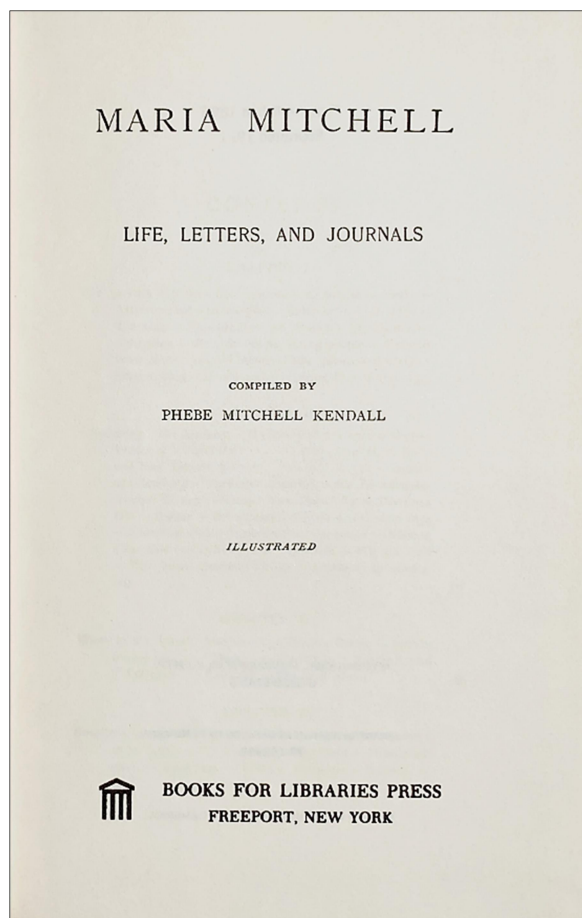 MARIA MITCHELL
LIFE, LETTERS, AND JOURNALS
COMPILED BY
PHEBE MITCHELL KENDALL
ILLUSTRATED
BOOKS FOR LIBRARIES PRESS
FREEPORT, NEW YORK